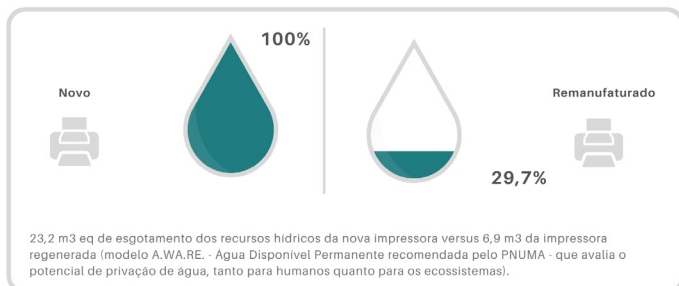 100%
Novo
Remanufaturado
29,7%
23,2 m3 eq de esgotamento dos recursos hídricos da nova impressora versus 6,9 m3 da impressora
regenerada (modelo A.WA.RE. - Água Disponível Permanente recomendada pelo PNUMA - que avalia o
potencial de privação de água, tanto para humanos quanto para os ecossistemas).